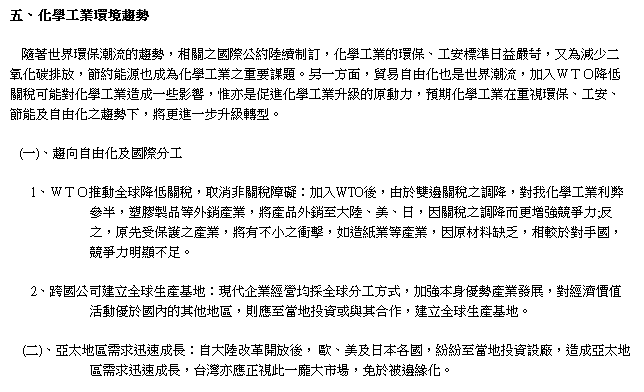 五、化學工業環境趨勢
隨著世界環保潮流的趨勢，相關之國際公約陸續制訂，化學工業的環保、工安標準日益嚴苛，又為減少二
氧化碳排放，節約能源也成為化學工業之重要課題。另一方面，貿易自由化也是世界潮流，加入ＷＴＯ降低
關稅可能對化學工業造成一些影響，惟亦是促進化學工業升級的原動力，預期化學工業在重視環保、工安、
節能及自由化之趨勢下，將更進一步升級轉型。
(一)、趨向自由化及國際分工
1、ＷＴＯ推動全球降低關稅，取消非關稅障礙：加入WTO後，由於雙邊關稅之調降，對我化學工業利弊
參半，塑膠製品等外銷產業，將產品外銷至大陸、美、日，因關稅之調降而更增強競爭力;反
之，原先受保護之產業，將有不小之衝擊，如造紙業等產業，因原材料缺乏，相較於對手國，
競爭力明顯不足。
2、跨國公司建立全球生產基地：現代企業經營均採全球分工方式，加強本身優勢產業發展，對經濟價值
活動優於國內的其他地區，則應至當地投資或與其合作，建立全球生產基地。
(二)、亞太地區需求迅速成長：自大陸改革開放後， 歐、美及日本各國，紛紛至當地投資設廠，造成亞太地
區需求迅速成長，台灣亦應正視此一龐大市場，免於被邊緣化。